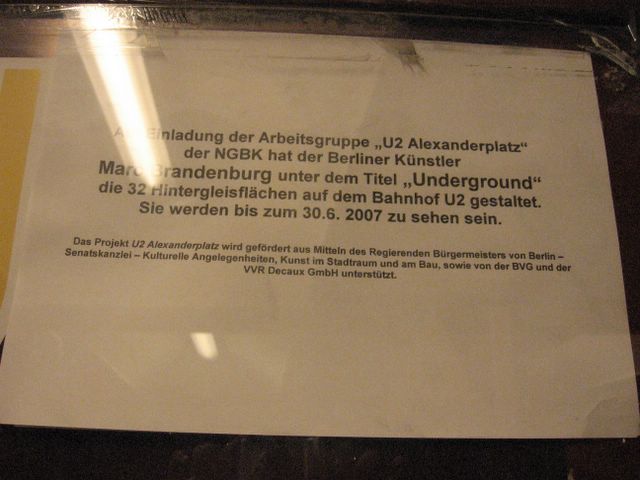 Auf Einladung der Arbeitsgruppe „U2 Alexanderplatz“
der NGBK hat der Berliner Künstler
Marc Brandenburg unter dem Titel „Underground“
die 32 Hintergleisflächen auf dem Bahnhof U2 gestaltet.
Sie werden bis zum 30.6. 2007 zu sehen sein.
Das Projekt U2 Alexanderplatz wird gefördert aus Mitteln des Regierenden Bürgermeisters von Berlin –
Senatskanzlei – Kulturelle Angelegenheiten, Kunst im Stadtraum und am Bau, sowie von der BVG und der
VVR Decaux GmbH unterstützt.